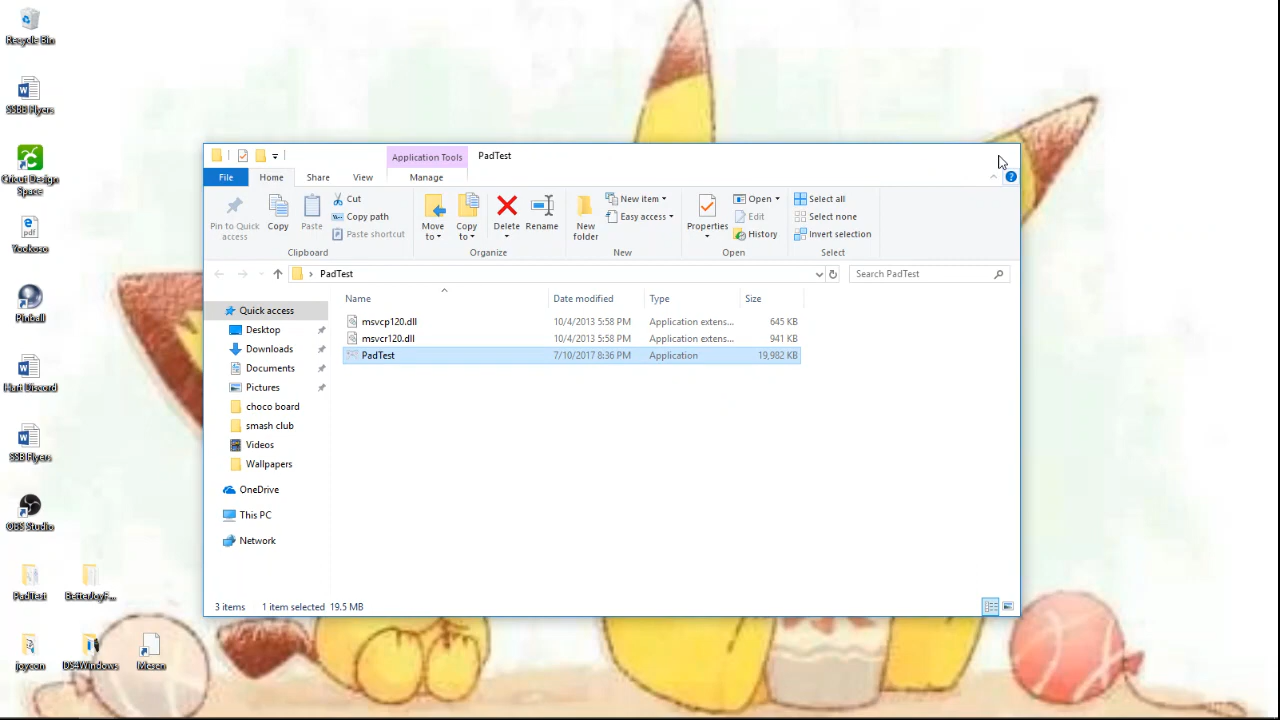 Recycle Bin
SSBB Flyers
Cricut Design
Space
Yookoso
Pinball
Hart Discord
SSB Flyers
OBS Studio
PadTest
BetterJoyF...
joycon
DS4Windows
Mesen
Application Tools
PadTest
File
Home
Share
View
Manage
Pin to Quick
access
Copy
Paste
Cut
Copy path
Paste shortcut
Clipboard
Move
to
Copy
to
Delete
Rename
Organize
New
folder
New item
Easy access
New
Properties
Open
Edit
History
Open
Select all
Select none
Invert selection
Select
PadTest
Search PadTest
Quick access
Desktop
Downloads
Documents
Pictures
choco board
smash club
Videos
Wallpapers
OneDrive
This PC
Network
Name Date modified Type Size
msvcp120.dll 10/4/2013 5:58 PM Application extens... 645 KB
msvcr120.dll 10/4/2013 5:58 PM Application extens... 941 KB
PadTest 7/10/2017 8:36 PM Application 19,982 KB
3 items 1 item selected 19.5 MB